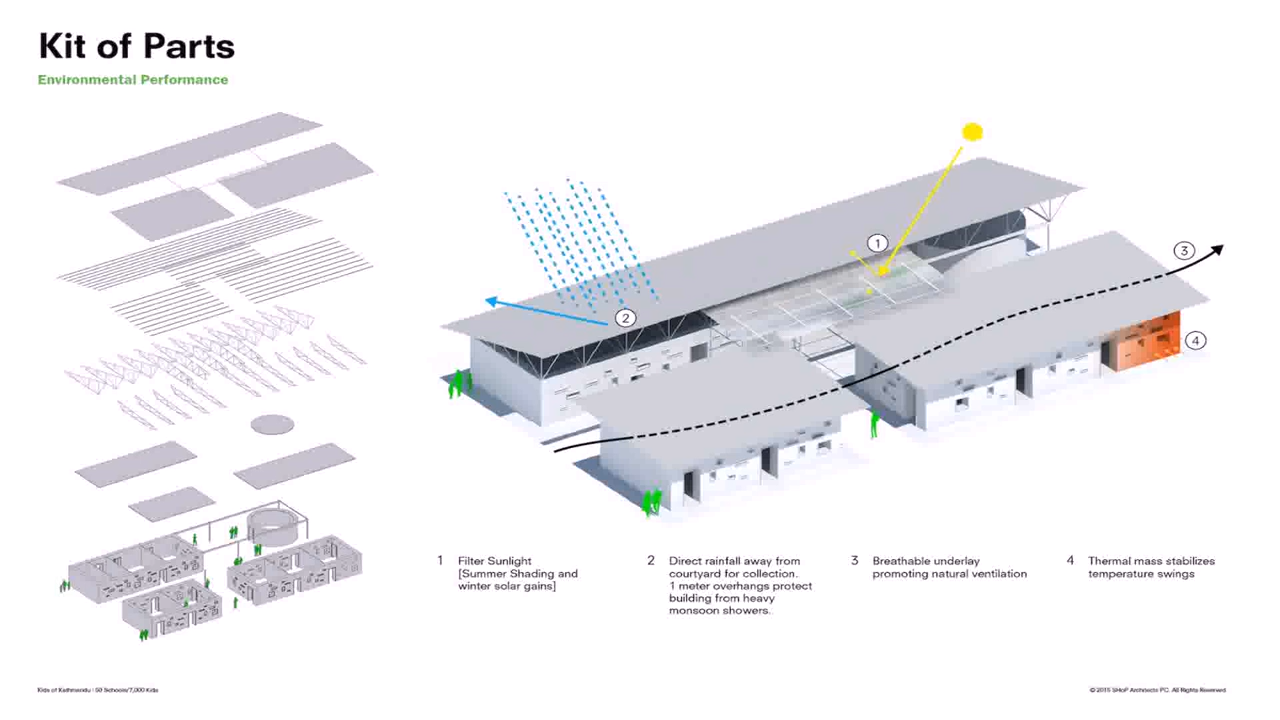 Kit of Parts
Environmental Performance
1
2
3
4
1 Filter Sunlight
[Summer Shading and
winter solar gains]
2 Direct rainfall away from
courtyard for collection.
1 meter overhangs protect
building from heavy
monsoon showers.
3 Breathable underlay
promoting natural ventilation
4 Thermal mass stabilizes
temperature swings
Kids of Kathmandu | 50 Schools/7,000 Kids
© 2015 SHoP Architects PC. All Rights Reserved